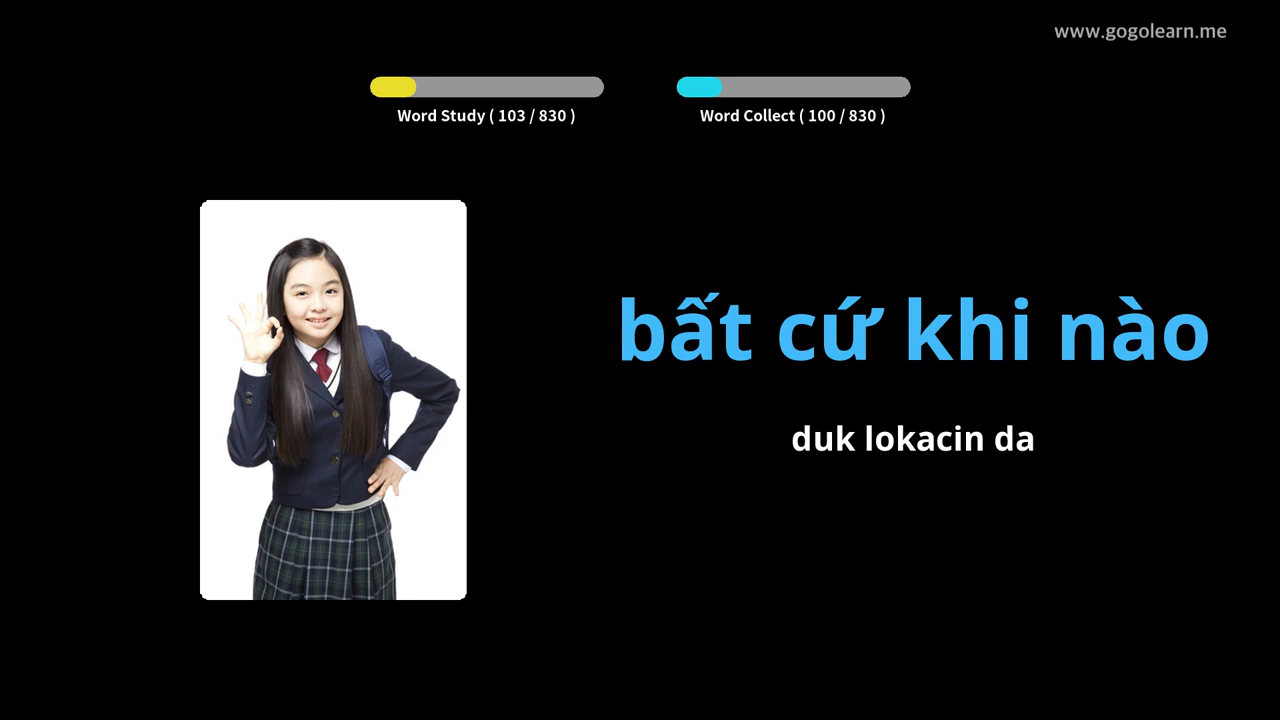 www.gogolearn.me
Word Study ( 103 / 830 )
Word Collect ( 100 / 830 )
bất cứ khi nào
duk lokacin da